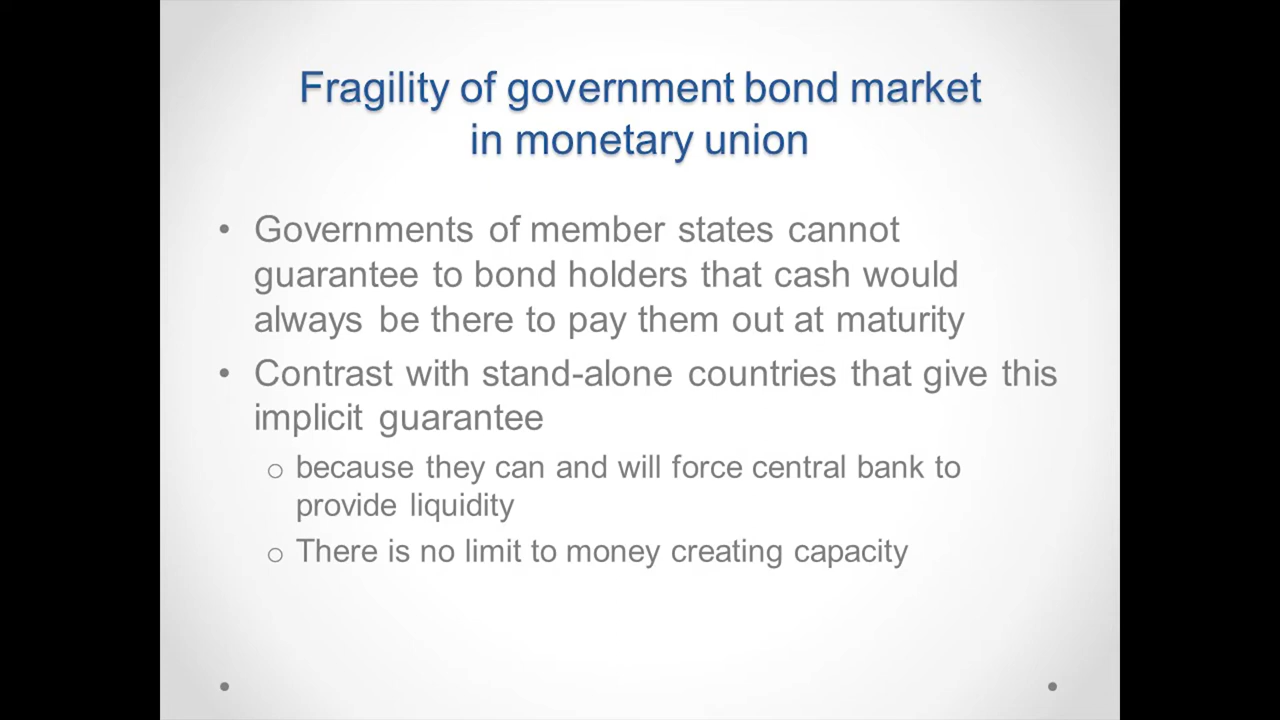 Fragility of government bond market
in monetary union
• Governments of member states cannot
guarantee to bond holders that cash would
always be there to pay them out at maturity
• Contrast with stand-alone countries that give this
implicit guarantee
o because they can and will force central bank to
provide liquidity
o There is no limit to money creating capacity